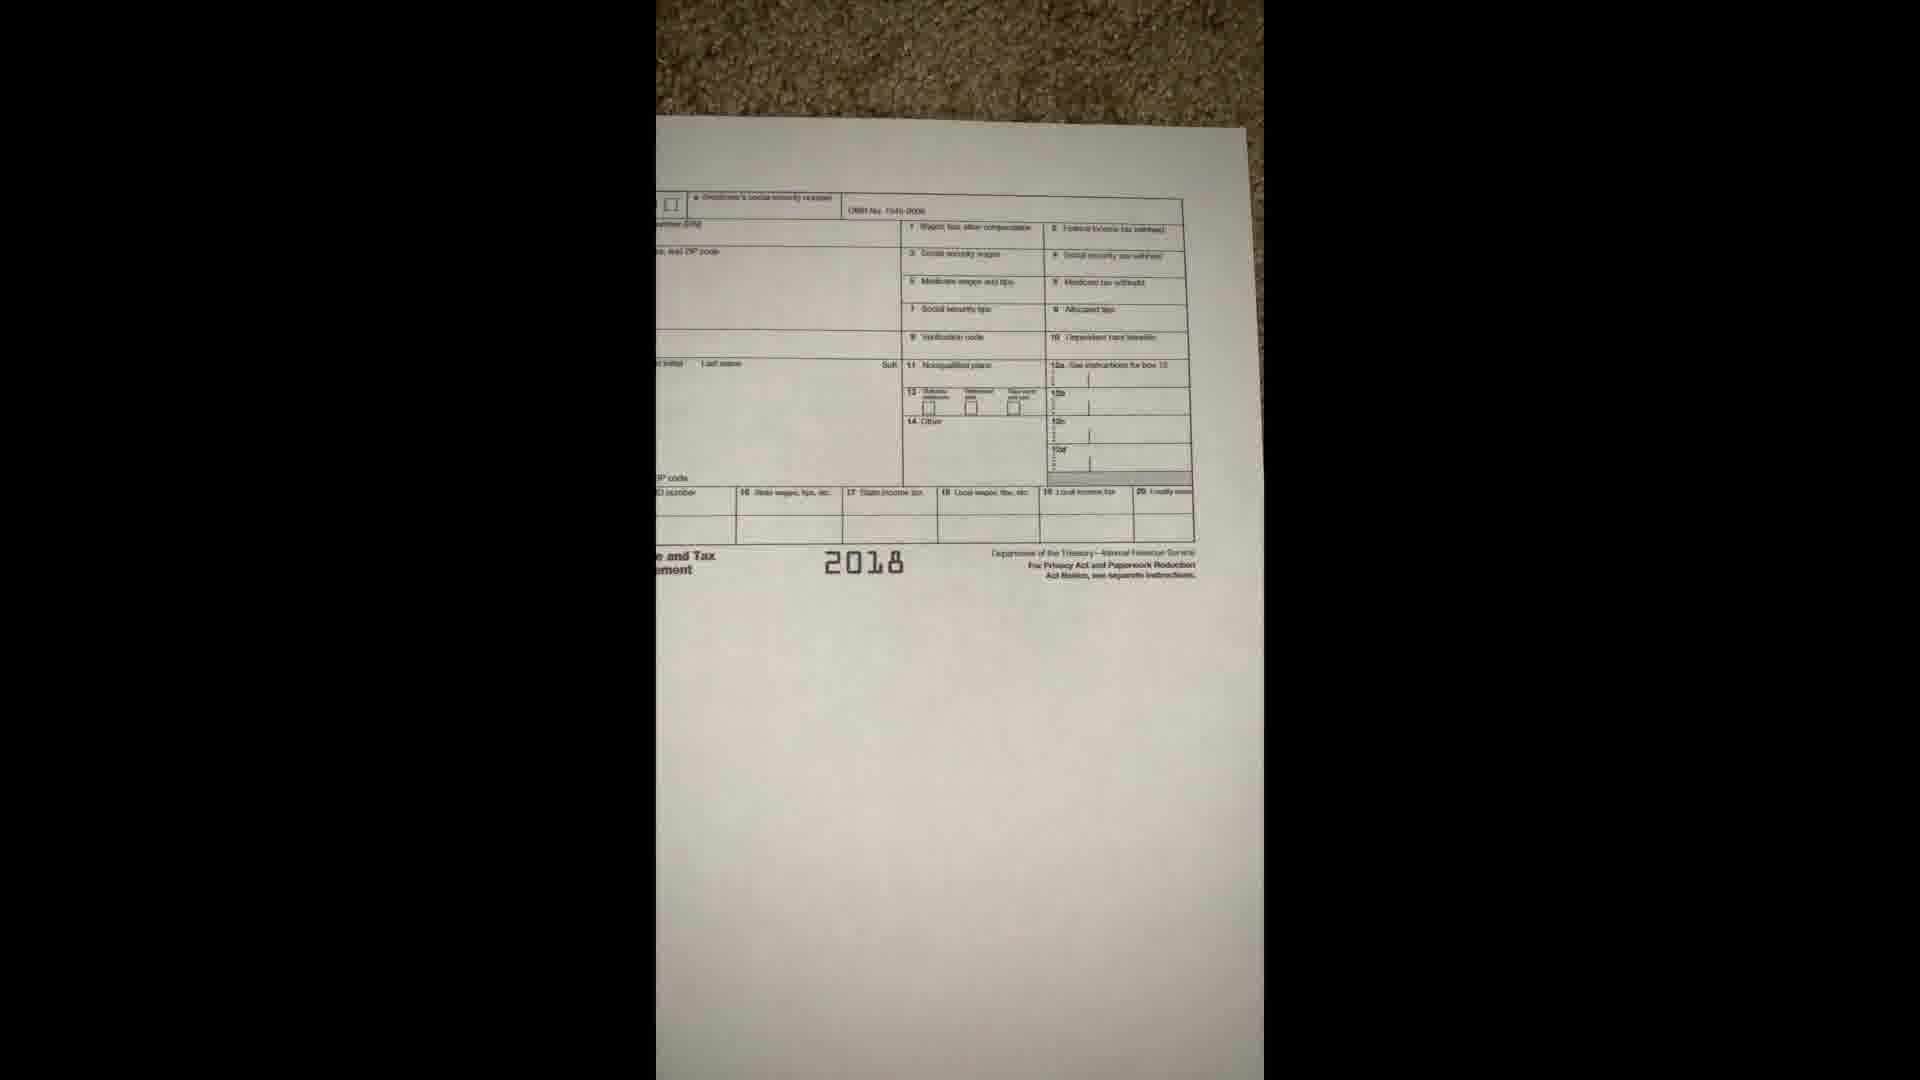 a Employee's social security number
OMB No. 1545-0008
number (EIN)
1 Wages, tips, other compensation
2 Federal income tax withheld
and ZIP code
3 Social security wages
4 Social security tax withheld
5 Medicare wages and tips
6 Medicare tax withheld
7 Social security tips
8 Allocated tips
9 Verification code
10 Dependent care benefits
initial Last name Suff.
11 Nonqualified plans
12a See instructions for box 12
13 Statutory employee Retirement plan Third-party sick pay
12b
14 Other
12c
12d
ZIP code
ID number
16 State wages, tips, etc.
17 State income tax
18 Local wages, tips, etc.
19 Local income tax
20 Locality name
e and Tax
ement
2018
Department of the Treasury—Internal Revenue Service
For Privacy Act and Paperwork Reduction
Act Notice, see separate instructions.